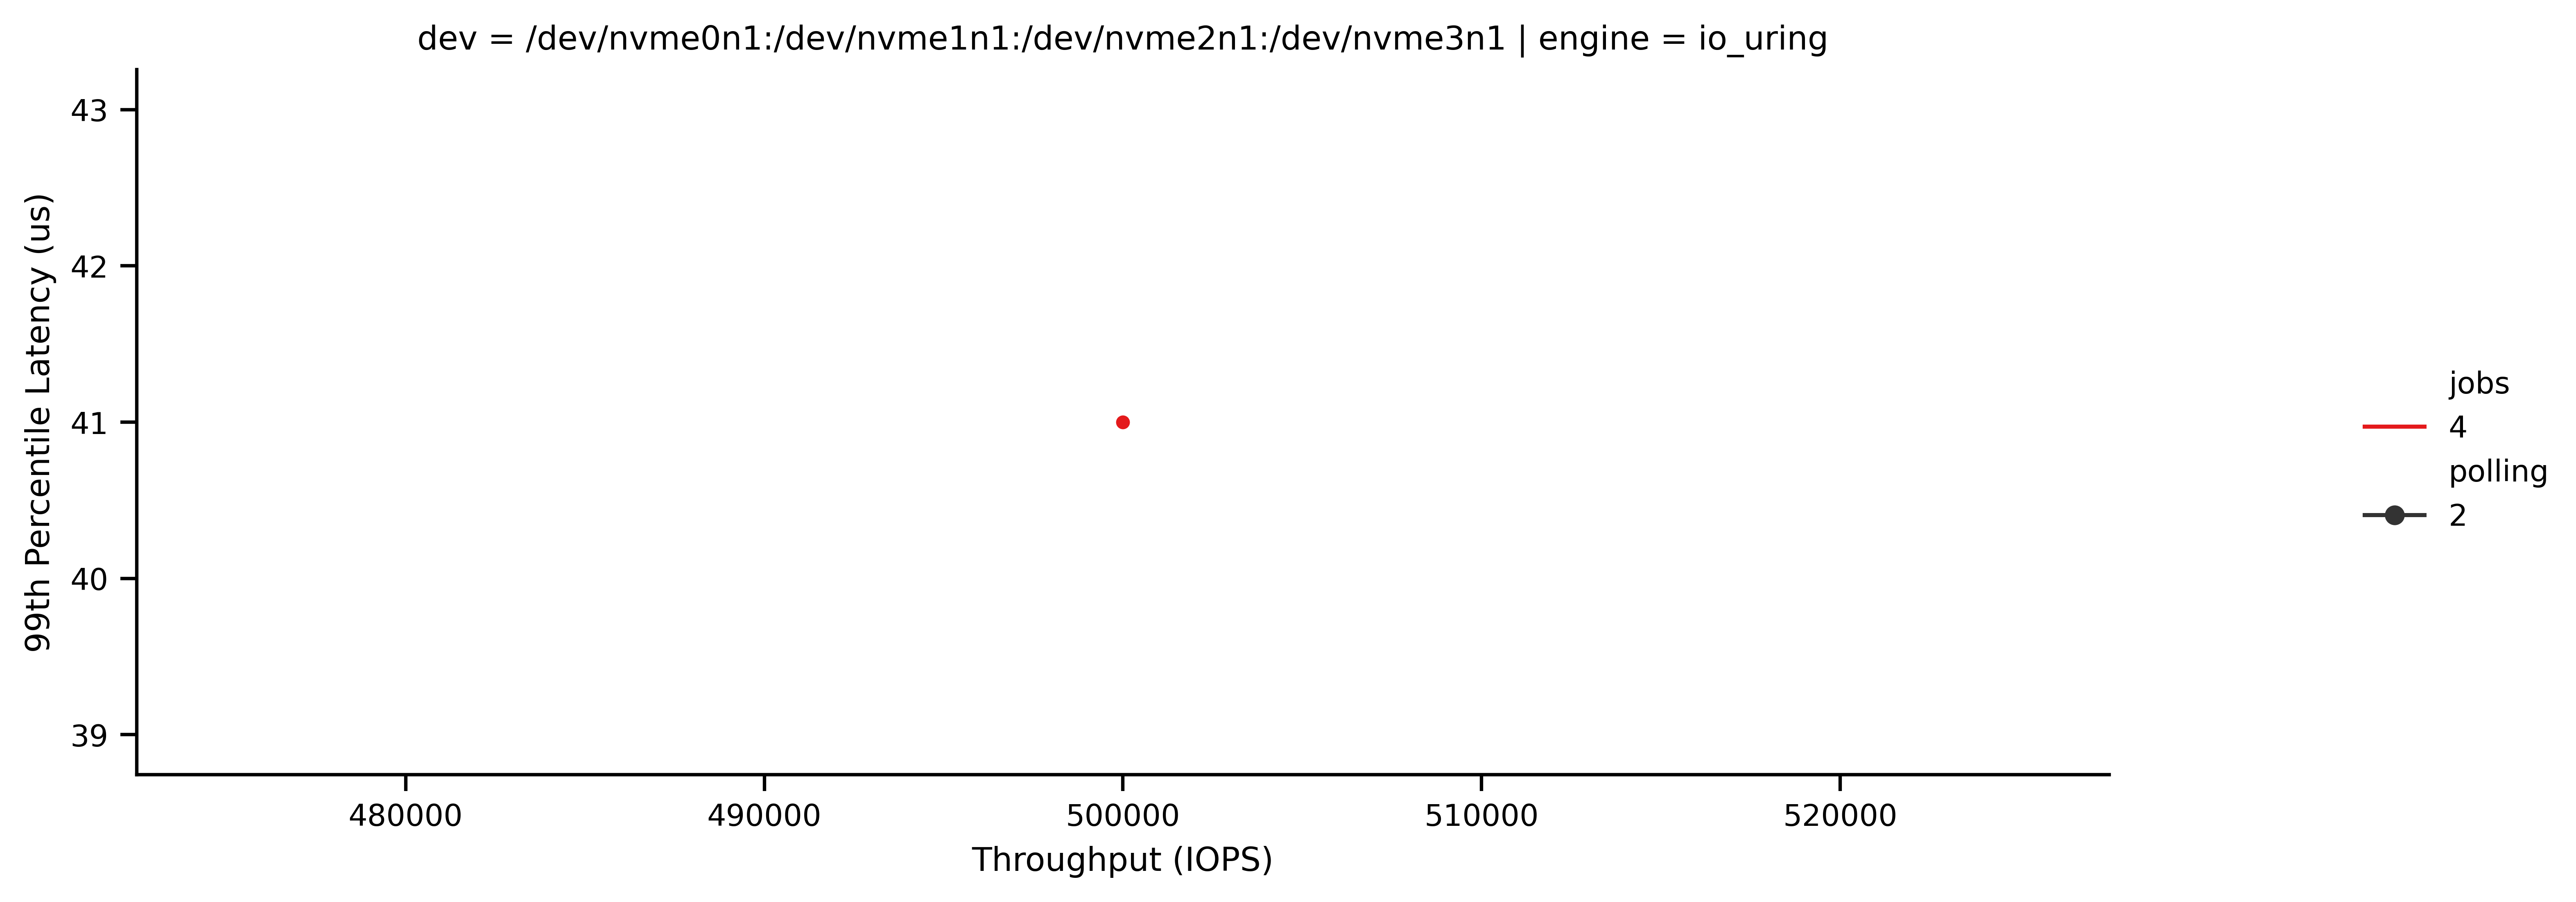 dev = /dev/nvme0n1:/dev/nvme1n1:/dev/nvme2n1:/dev/nvme3n1 | engine = io_uring
99th Percentile Latency (us)
43
42
41
40
39
480000
490000
500000
510000
520000
Throughput (IOPS)
jobs
4
polling
2